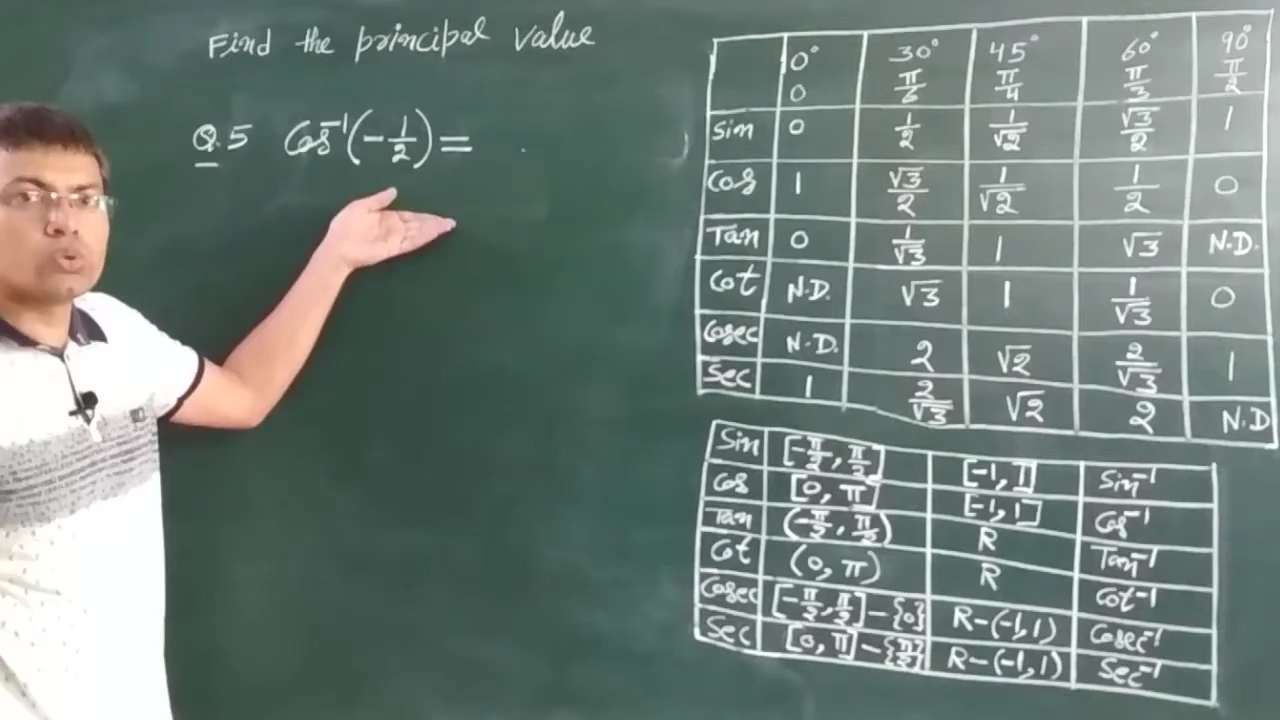 Find the principal value
Q.5 Cos⁻¹(-1/2) =
0° 30° 45° 60° 90°
0 π/6 π/4 π/3 π/2
Sin 0 1/2 1/√2 √3/2 1
Cos 1 √3/2 1/√2 1/2 0
Tan 0 1/√3 1 √3 N.D.
Cot N.D. √3 1 1/√3 0
Cosec N.D. 2 √2 2/√3 1
Sec 1 2/√3 √2 2 N.D
Sin [-π/2, π/2] [-1, 1] Sin⁻¹
Cos [0, π] [-1, 1] Cos⁻¹
Tan (-π/2, π/2) R Tan⁻¹
Cot (0, π) R Cot⁻¹
Cosec [-π/2, π/2] - {0} R-(-1,1) Cosec⁻¹
Sec [0, π] - {π/2} R-(-1,1) Sec⁻¹